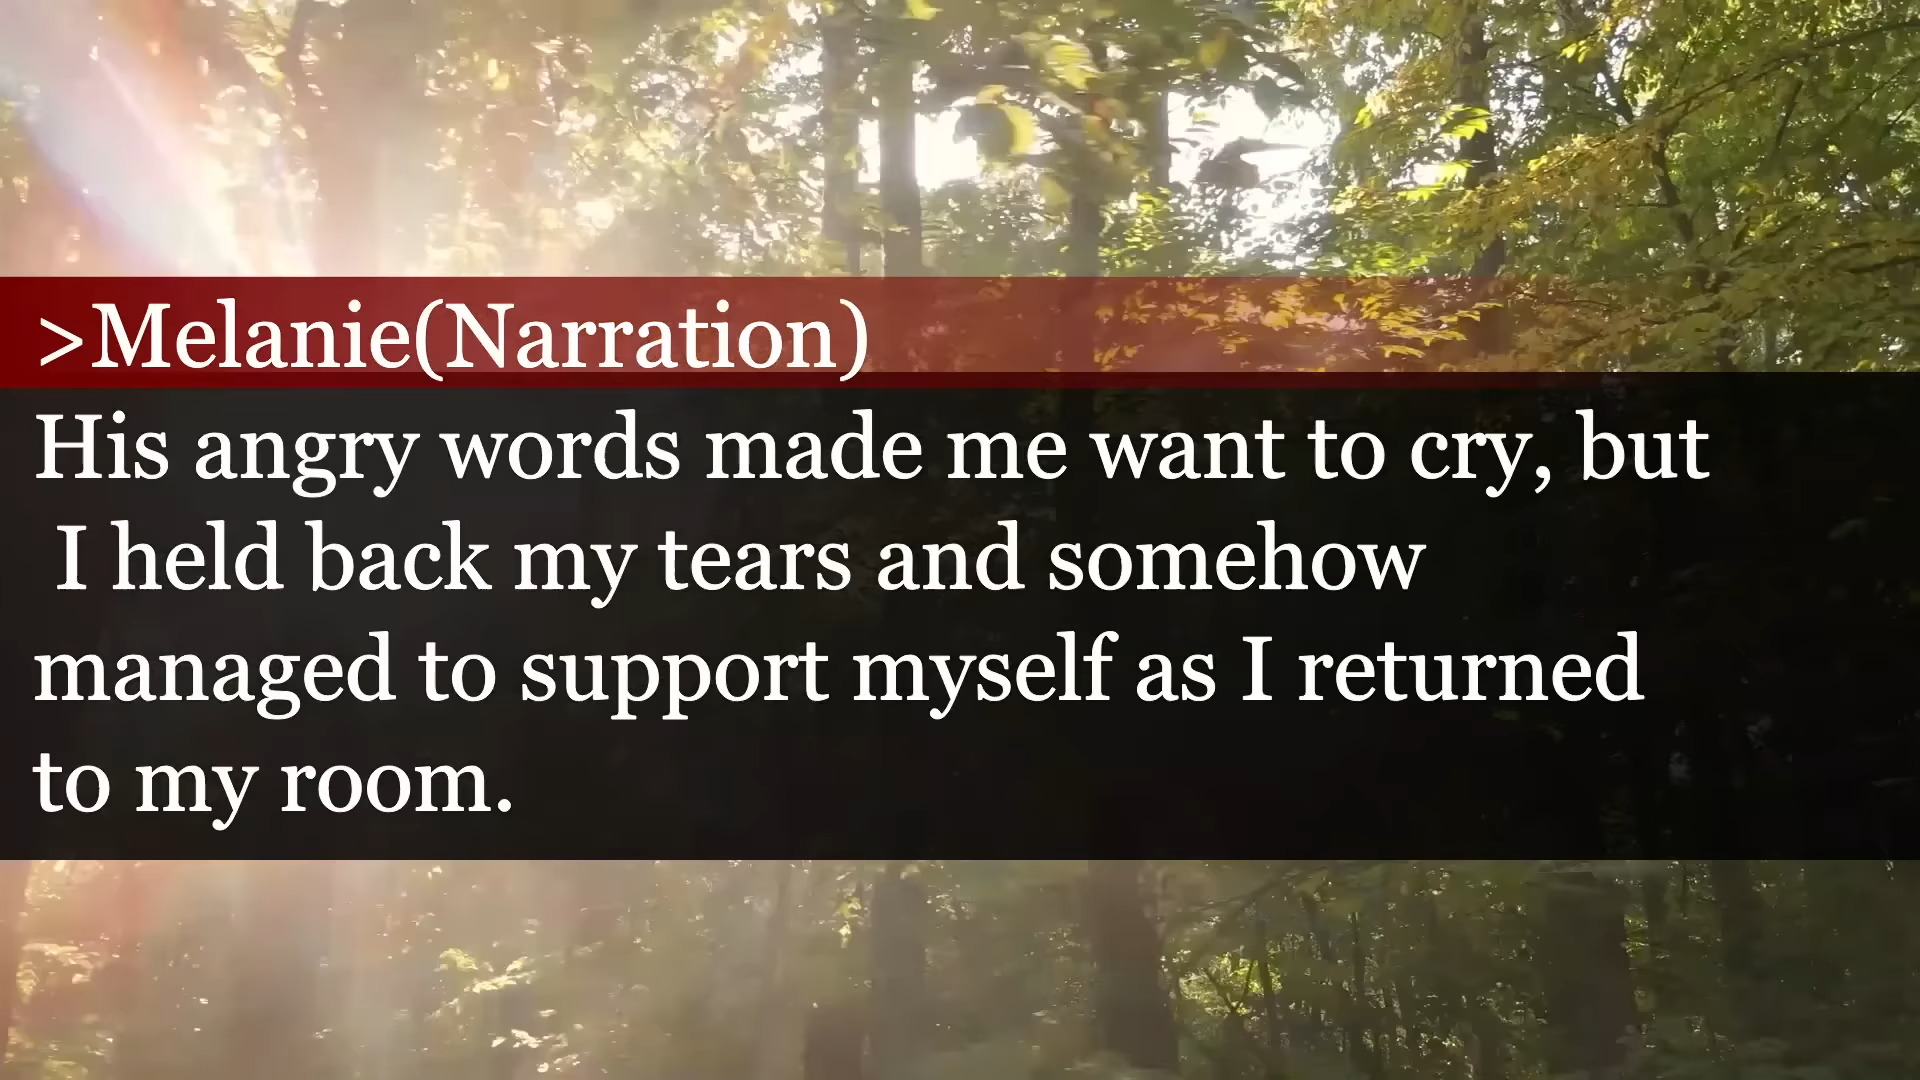 >Melanie(Narration)
His angry words made me want to cry, but
I held back my tears and somehow
managed to support myself as I returned
to my room.